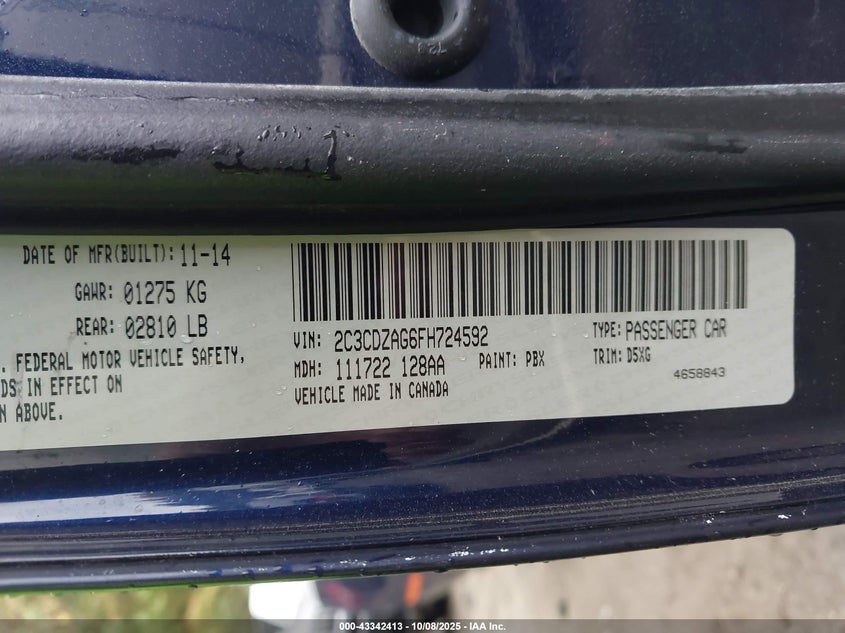 723
DATE OF MFR(BUILT): 11-14
GAWR: 01275 KG
REAR: 02810 LB
. FEDERAL MOTOR VEHICLE SAFETY,
DS IN EFFECT ON
N ABOVE.
VIN: 2C3CDZAG6FH724592
TYPE: PASSENGER CAR
MDH: 111722 128AA
PAINT: PBX
TRIM: D5XG
VEHICLE MADE IN CANADA
4658843
000-43342413 - 10/08/2025 - IAA Inc.